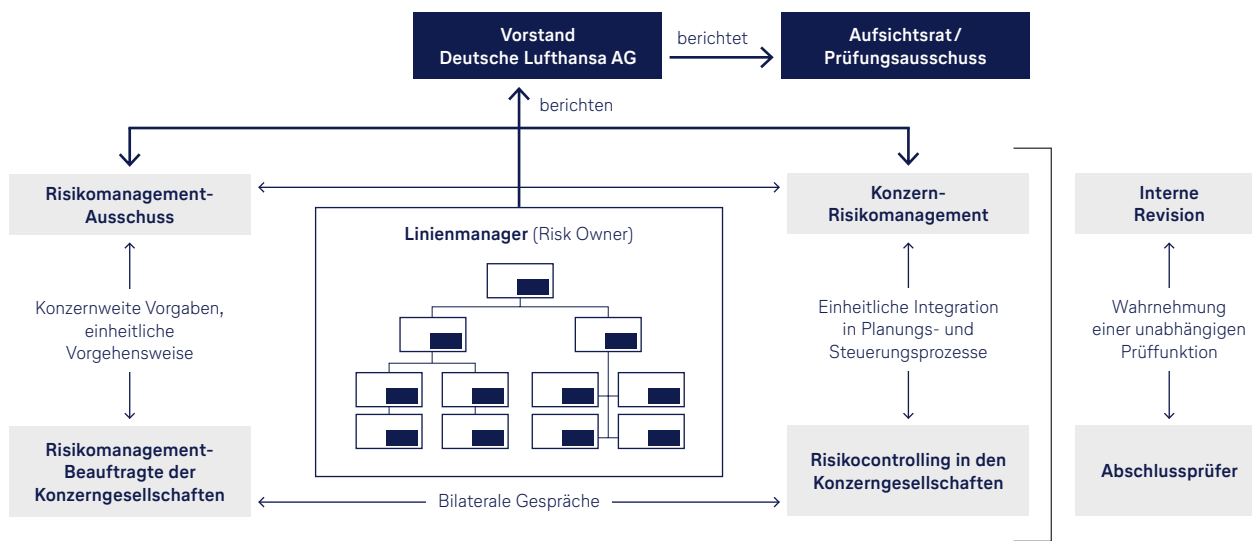 Vorstand
Deutsche Lufthansa AG
berichtet
Aufsichtsrat /
Prüfungsausschuss
berichten
Risikomanagement-
Ausschuss
Konzern-
Risikomanagement
Interne
Revision
Linienmanager (Risk Owner)
Konzernweite Vorgaben,
einheitliche
Vorgehensweise
Einheitliche Integration
in Planungs- und
Steuerungsprozesse
Wahrnehmung
einer unabhängigen
Prüffunktion
Risikomanagement-
Beauftragte der
Konzerngesellschaften
Bilaterale Gespräche
Risikocontrolling in den
Konzerngesellschaften
Abschlussprüfer